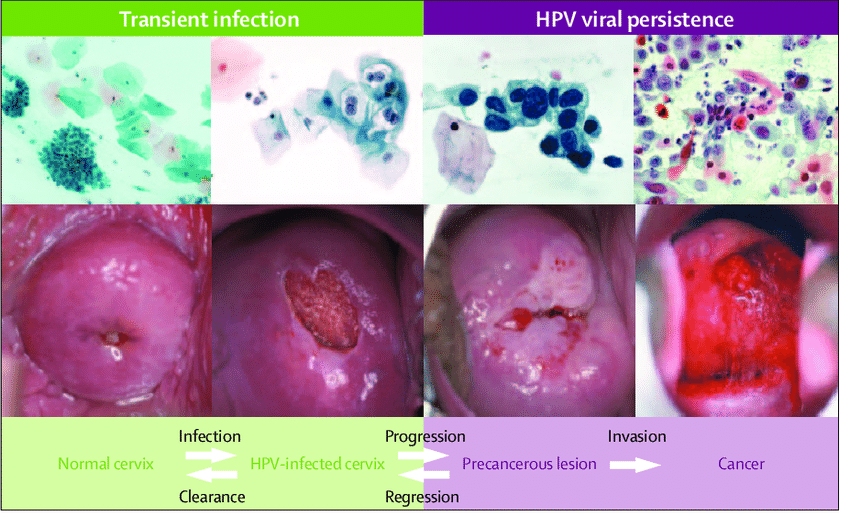 Transient infection
HPV viral persistence
Infection
Progression
Invasion
Normal cervix
HPV-infected cervix
Precancerous lesion
Cancer
Clearance
Regression